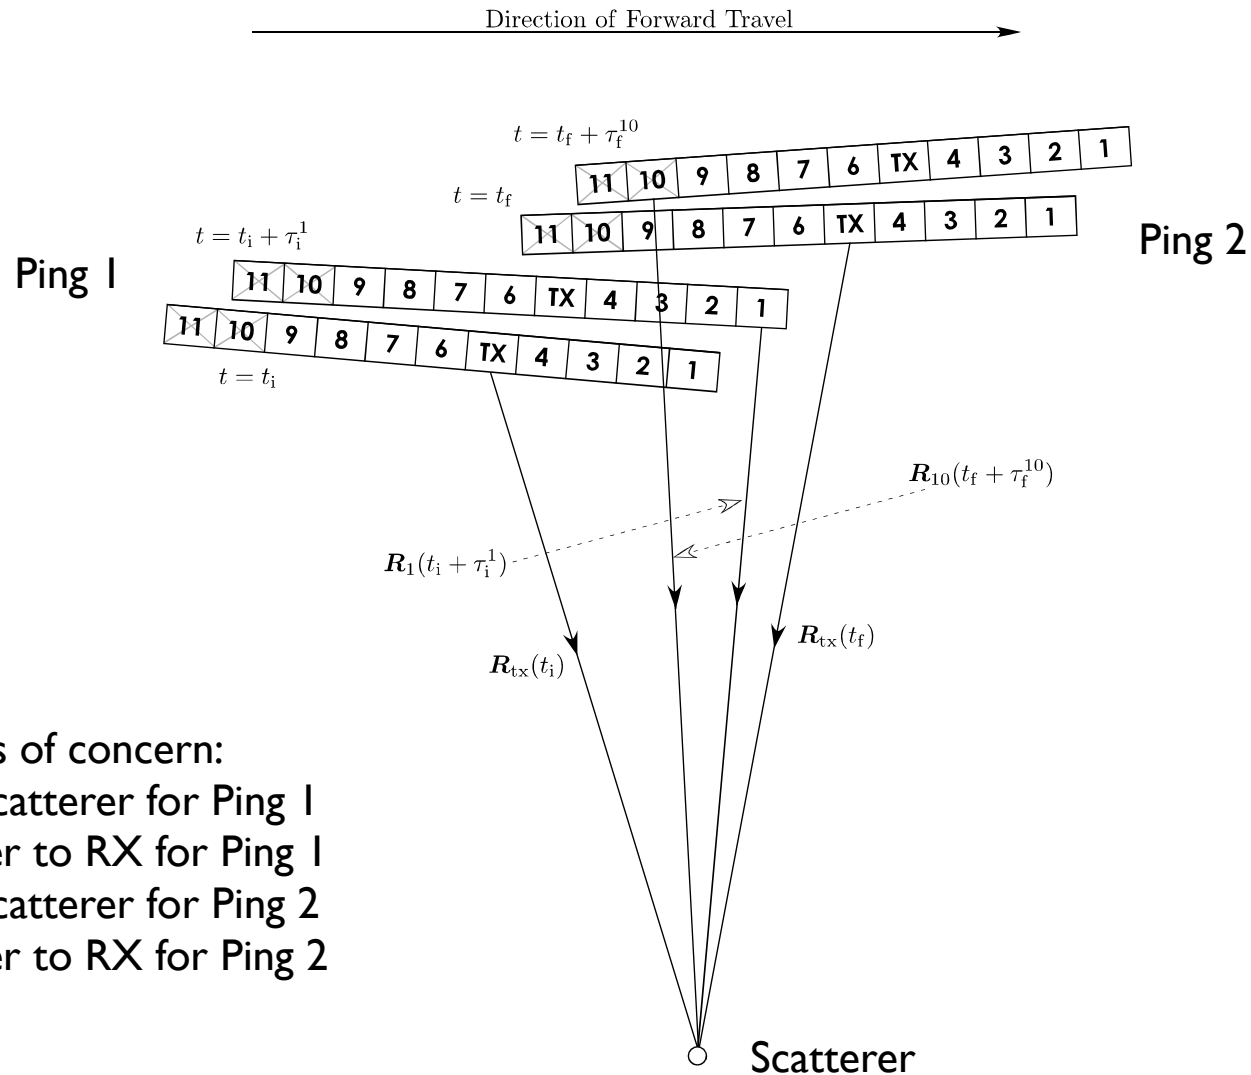 Direction of Forward Travel
t = t_f + τ_f^10
11 10 9 8 7 6 TX 4 3 2 1
t = t_f
11 10 9 8 7 6 TX 4 3 2 1
Ping 2
t = t_i + τ_i^1
Ping 1
11 10 9 8 7 6 TX 4 3 2 1
11 10 9 8 7 6 TX 4 3 2 1
t = t_i
R_10(t_f + τ_f^10)
R_1(t_i + τ_i^1)
R_tx(t_f)
R_tx(t_i)
s of concern:
catterer for Ping 1
er to RX for Ping 1
catterer for Ping 2
er to RX for Ping 2
Scatterer